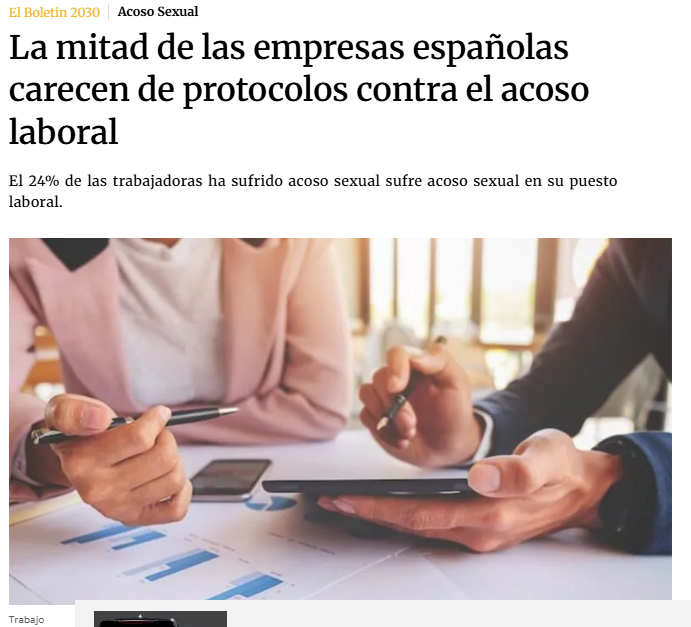 El Boletin 2030 | Acoso Sexual
La mitad de las empresas españolas
carecen de protocolos contra el acoso
laboral
El 24% de las trabajadoras ha sufrido acoso sexual sufre acoso sexual en su puesto
laboral.
Trabajo